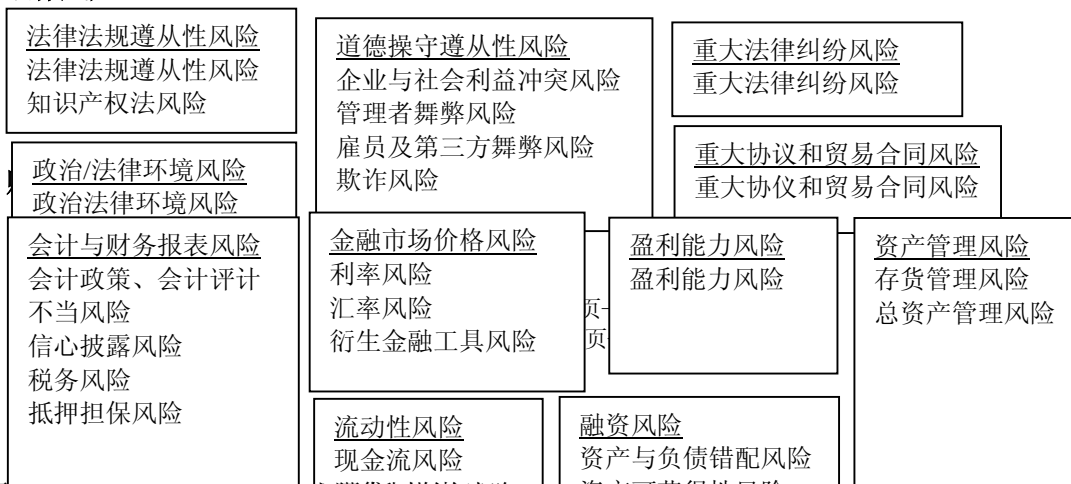 法律法规遵从性风险
法律法规遵从性风险
知识产权法风险
道德操守遵从性风险
企业与社会利益冲突风险
管理者舞弊风险
雇员及第三方舞弊风险
欺诈风险
重大法律纠纷风险
重大法律纠纷风险
政治/法律环境风险
政治法律环境风险
重大协议和贸易合同风险
重大协仪和贸易合同风险
会计与财务报表风险
会计政策、会计评计
不当风险
信心披露风险
税务风险
抵押担保风险
金融市场价格风险
利率风险
汇率风险
衍生金融工具风险
页
页
盈利能力风险
盈利能力风险
资产管理风险
存货管理风险
总资产管理风险
流动性风险
现金流风险
融资风险
资产与负债错配风险